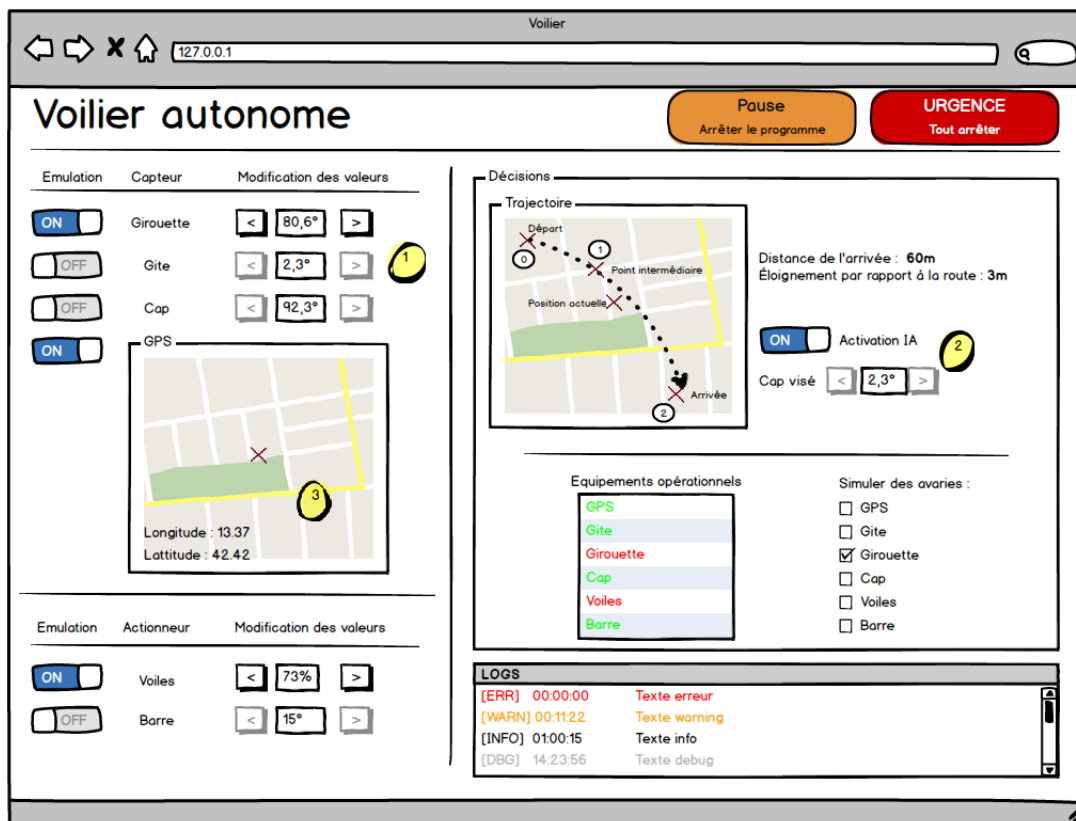 Voilier
127.0.0.1
Voilier autonome
Pause
Arrêter le programme
URGENCE
Tout arrêter
Emulation Capteur Modification des valeurs
ON Girouette < 80,6° >
OFF Gite < 2,3° >
1
OFF Cap < 92,3° >
ON
GPS
3
Longitude : 13.37
Lattitude : 42.42
Emulation Actionneur Modification des valeurs
ON Voiles < 73% >
OFF Barre < 15° >
Décisions
Trajectoire
Départ
0
1
Point intermédiaire
Position actuelle
Arrivée
2
Distance de l'arrivée : 60m
Éloignement par rapport à la route : 3m
ON Activation IA
2
Cap visé < 2,3° >
Equipements opérationnels
GPS
Gite
Girouette
Cap
Voiles
Barre
Simuler des avaries :
GPS
Gite
Girouette
Cap
Voiles
Barre
LOGS
[ERR] 00:00:00 Texte erreur
[WARN] 00:11:22 Texte warning
[INFO] 01:00:15 Texte info
[DBG] 14:23:56 Texte debug